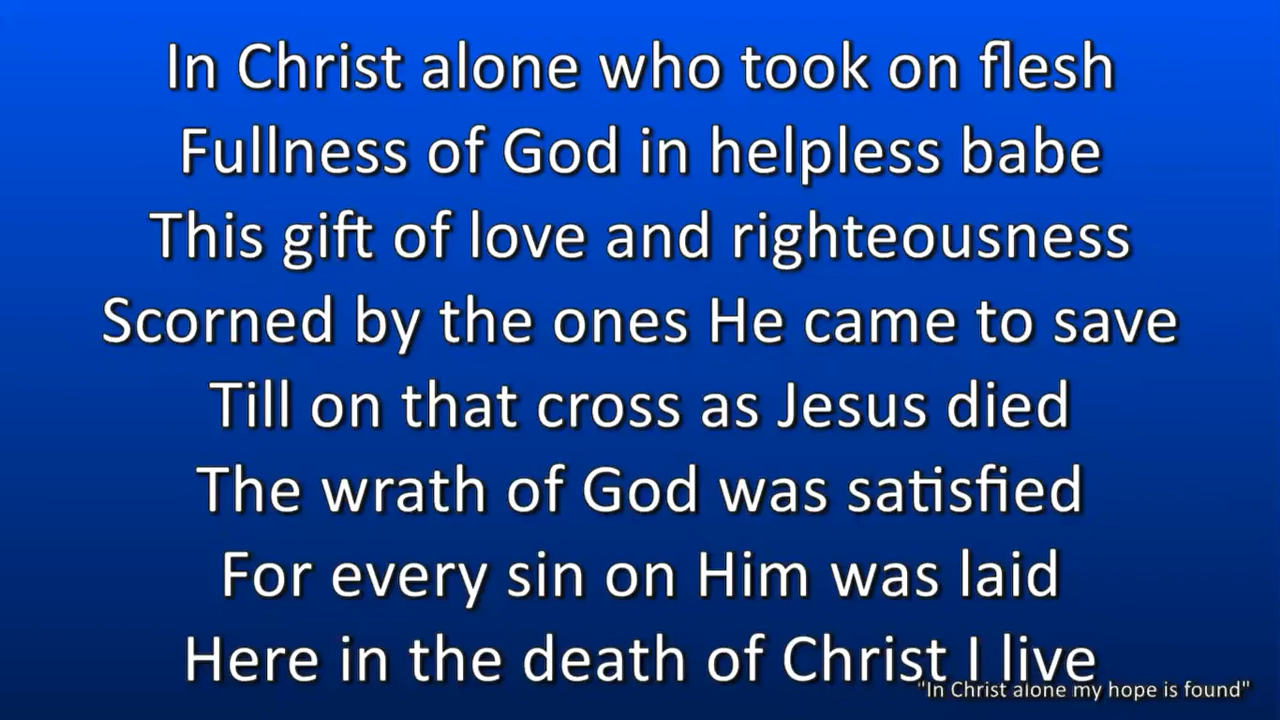 In Christ alone who took on flesh
Fullness of God in helpless babe
This gift of love and righteousness
Scorned by the ones He came to save
Till on that cross as Jesus died
The wrath of God was satisfied
For every sin on Him was laid
Here in the death of Christ I live
"In Christ alone my hope is found"